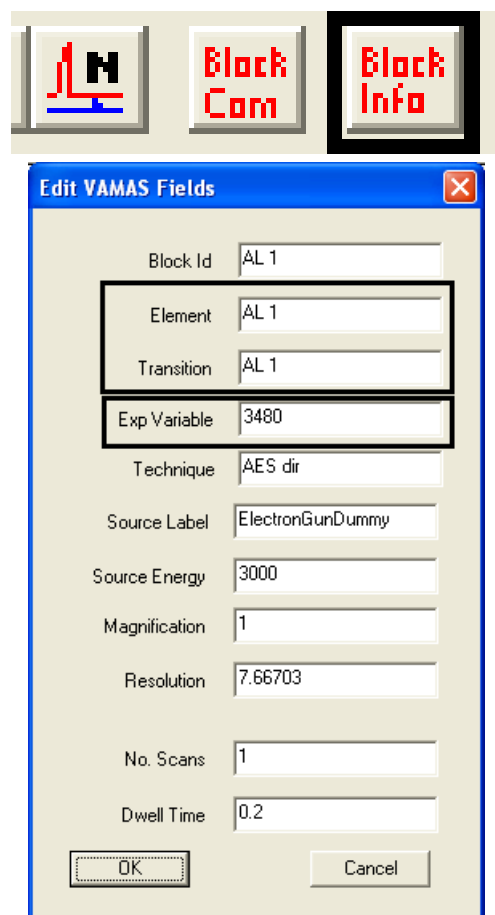 N
Block Com
Block Info
Edit VAMAS Fields
Block Id AL 1
Element AL 1
Transition AL 1
Exp Variable 3480
Technique AES dir
Source Label ElectronGunDummy
Source Energy 3000
Magnification 1
Resolution 7.66703
No. Scans 1
Dwell Time 0.2
OK Cancel